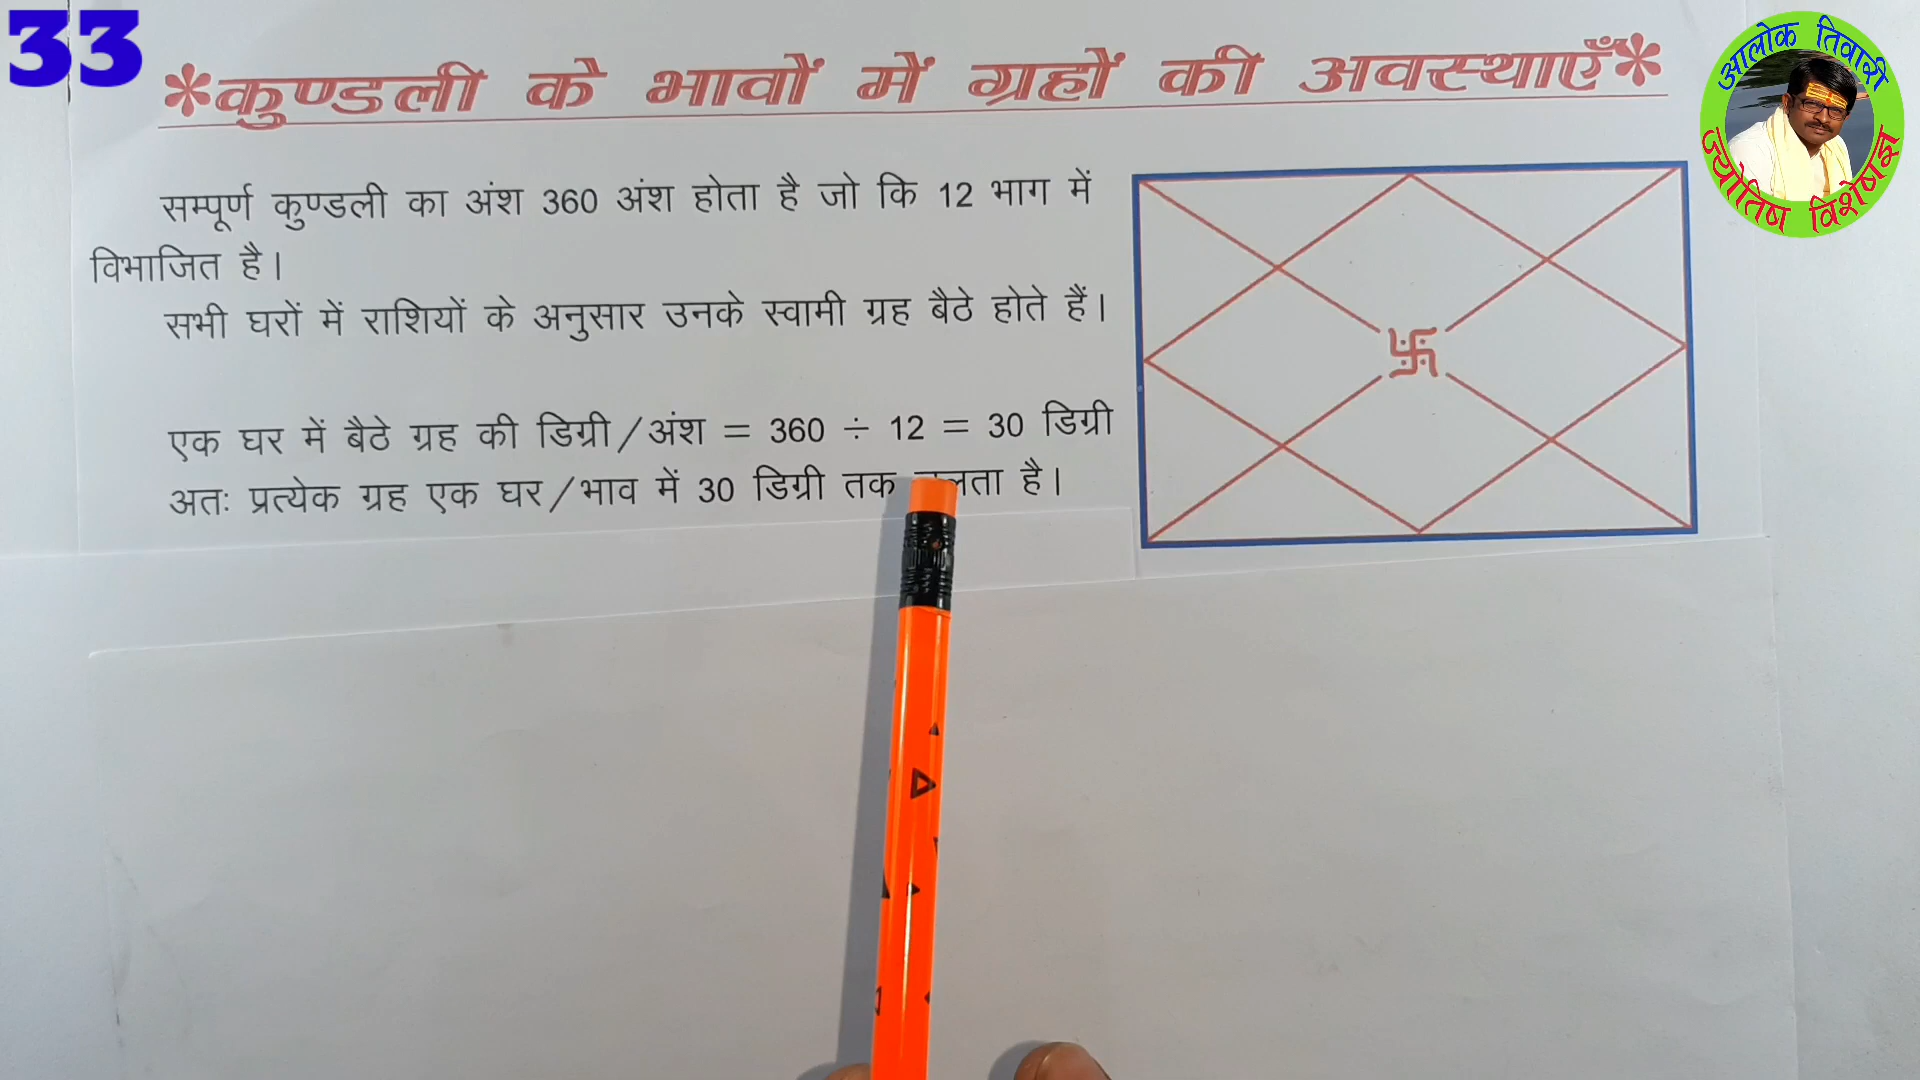 33
*कुण्डली के भावों में ग्रहों की अवस्थाएँ*
आलोक तिवारी
ज्योतिष विशेषज्ञ
सम्पूर्ण कुण्डली का अंश 360 अंश होता है जो कि 12 भाग में
विभाजित है।
सभी घरों में राशियों के अनुसार उनके स्वामी ग्रह बैठे होते हैं।
एक घर में बैठे ग्रह की डिग्री/अंश = 360 ÷ 12 = 30 डिग्री
अतः प्रत्येक ग्रह एक घर/भाव में 30 डिग्री तक है।